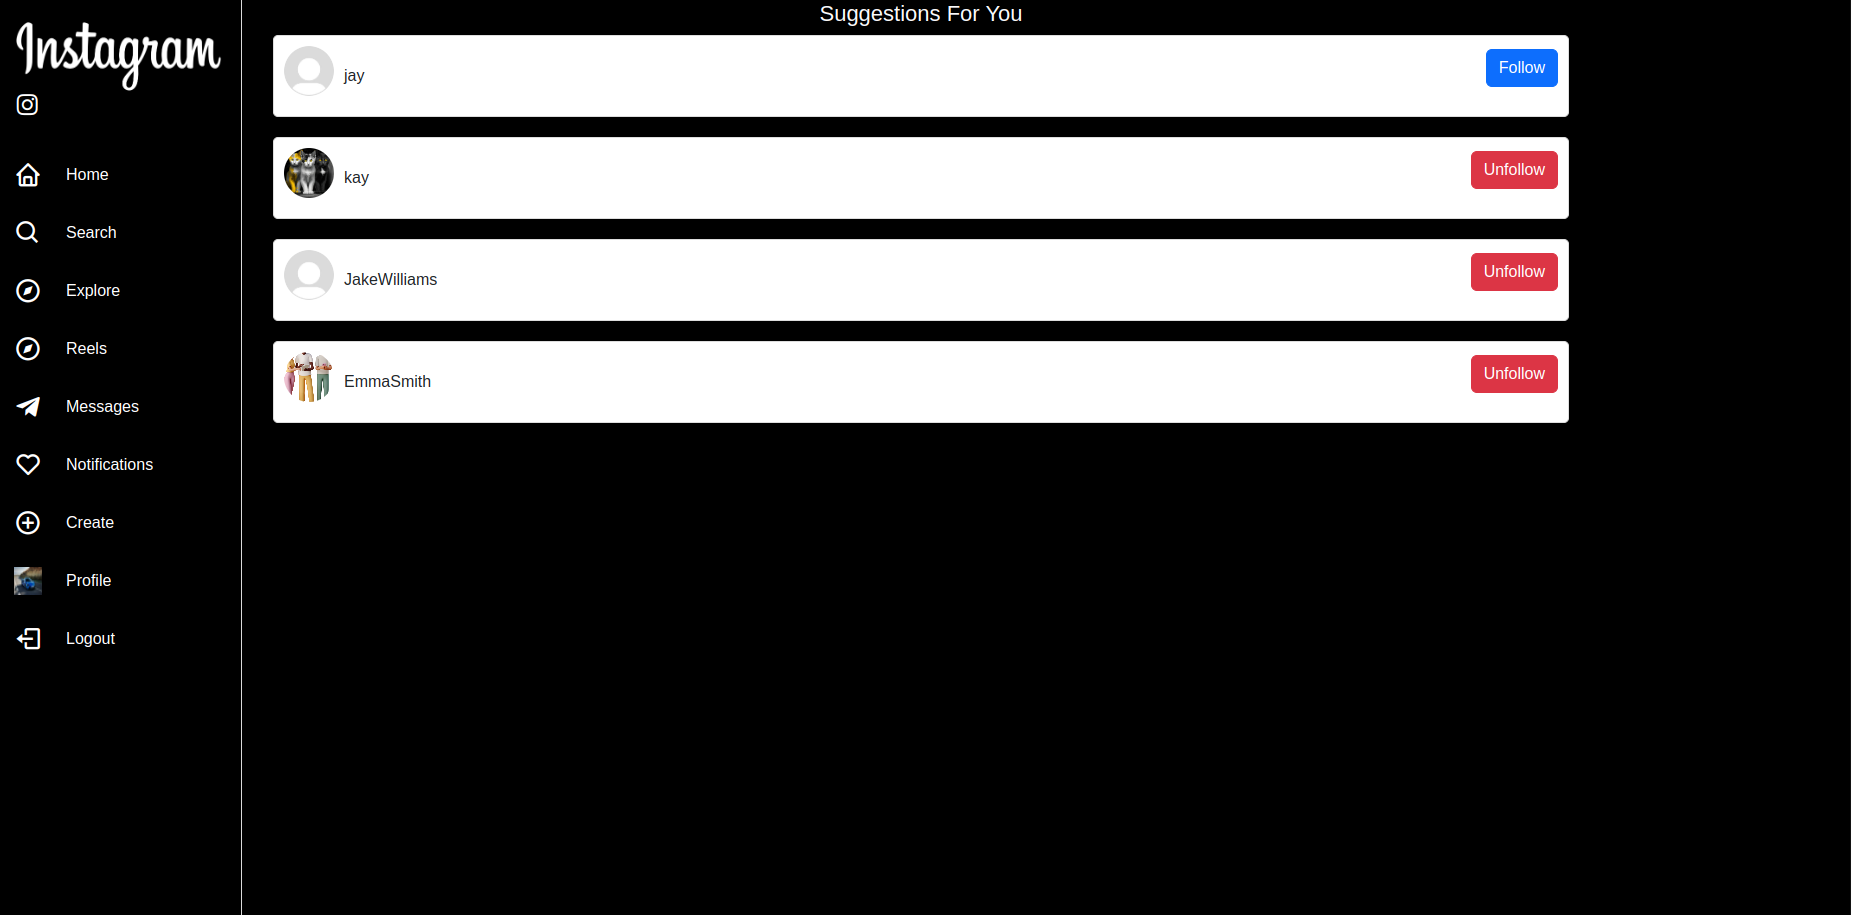 Instagram
Home
Search
Explore
Reels
Messages
Notifications
Create
Profile
Logout
Suggestions For You
jay
Follow
kay
Unfollow
JakeWilliams
Unfollow
EmmaSmith
Unfollow